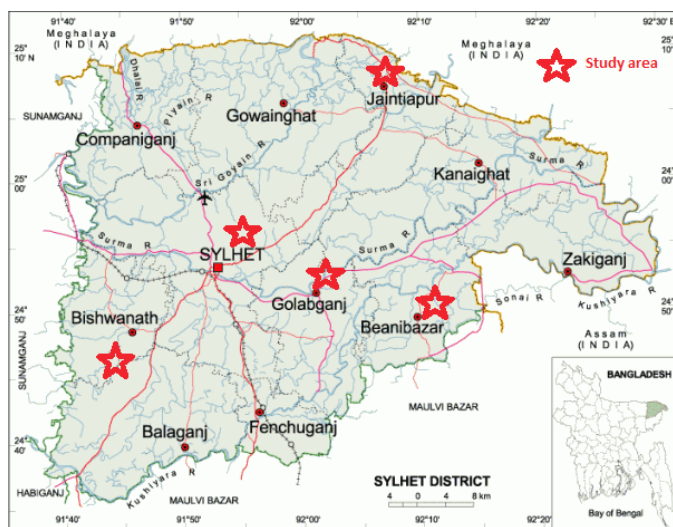 91°40'
91°50'
92°00'
92°10'
92°20'
92°30'E
25°
10'N
Meghalaya
(INDIA)
Meghalaya
(INDIA)
25°
10'
Study area
Dhalai R
Piyain R
Jaintiapur
Gowainghat
SUNAMGANJ
Companiganj
Sri Goyain R
Surma R
Kanaighat
25°
00'
25°
00'
Surma R
SYLHET
Surma R
Zakiganj
Golabganj
Sonai R
Kushiyara R
24°
50'
Beanibazar
24°
50'
Bishwanath
Assam
(INDIA)
SUNAMGANJ
BANGLADESH
MAULVI BAZAR
Fenchuganj
24°
40'
Balaganj
Kushiyara R
SYLHET DISTRICT
HABIGANJ
MAULVI BAZAR
4 0 4 8 km
Bay of Bengal
91°40'
91°50'
92°00'
92°10'